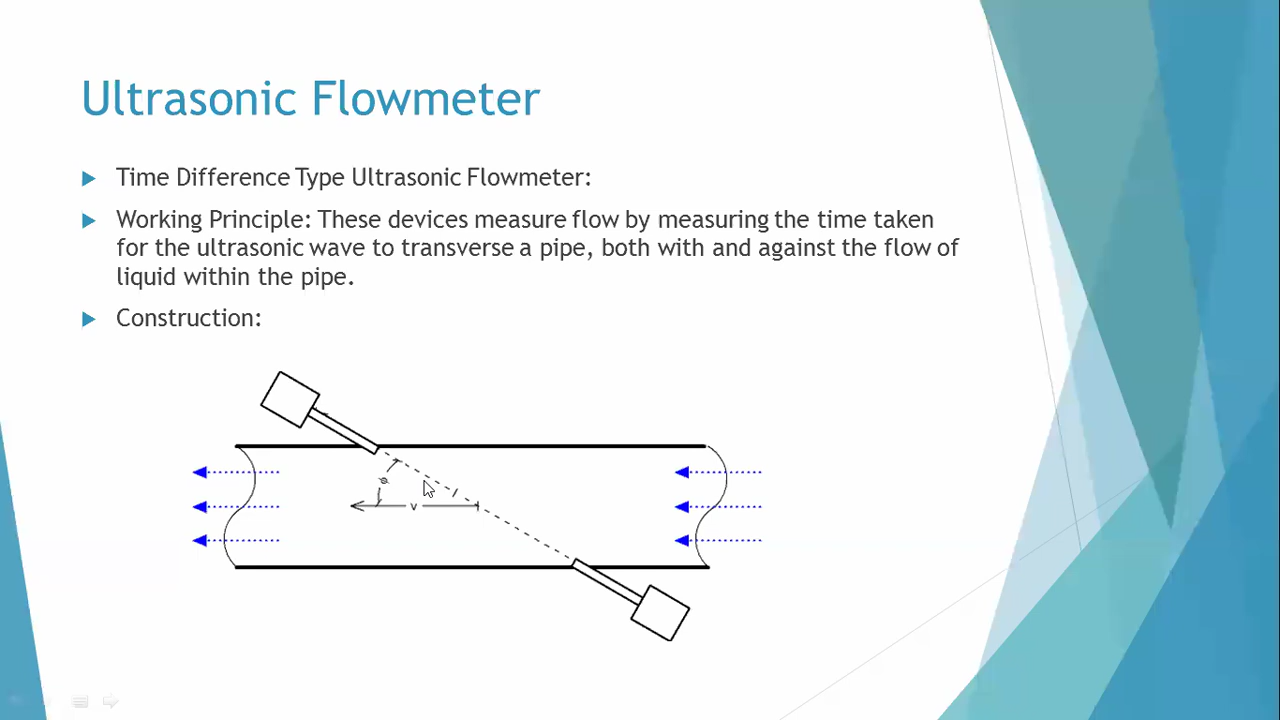 Ultrasonic Flowmeter
Time Difference Type Ultrasonic Flowmeter:
Working Principle: These devices measure flow by measuring the time taken
for the ultrasonic wave to transverse a pipe, both with and against the flow of
liquid within the pipe.
Construction:
ϕ
v